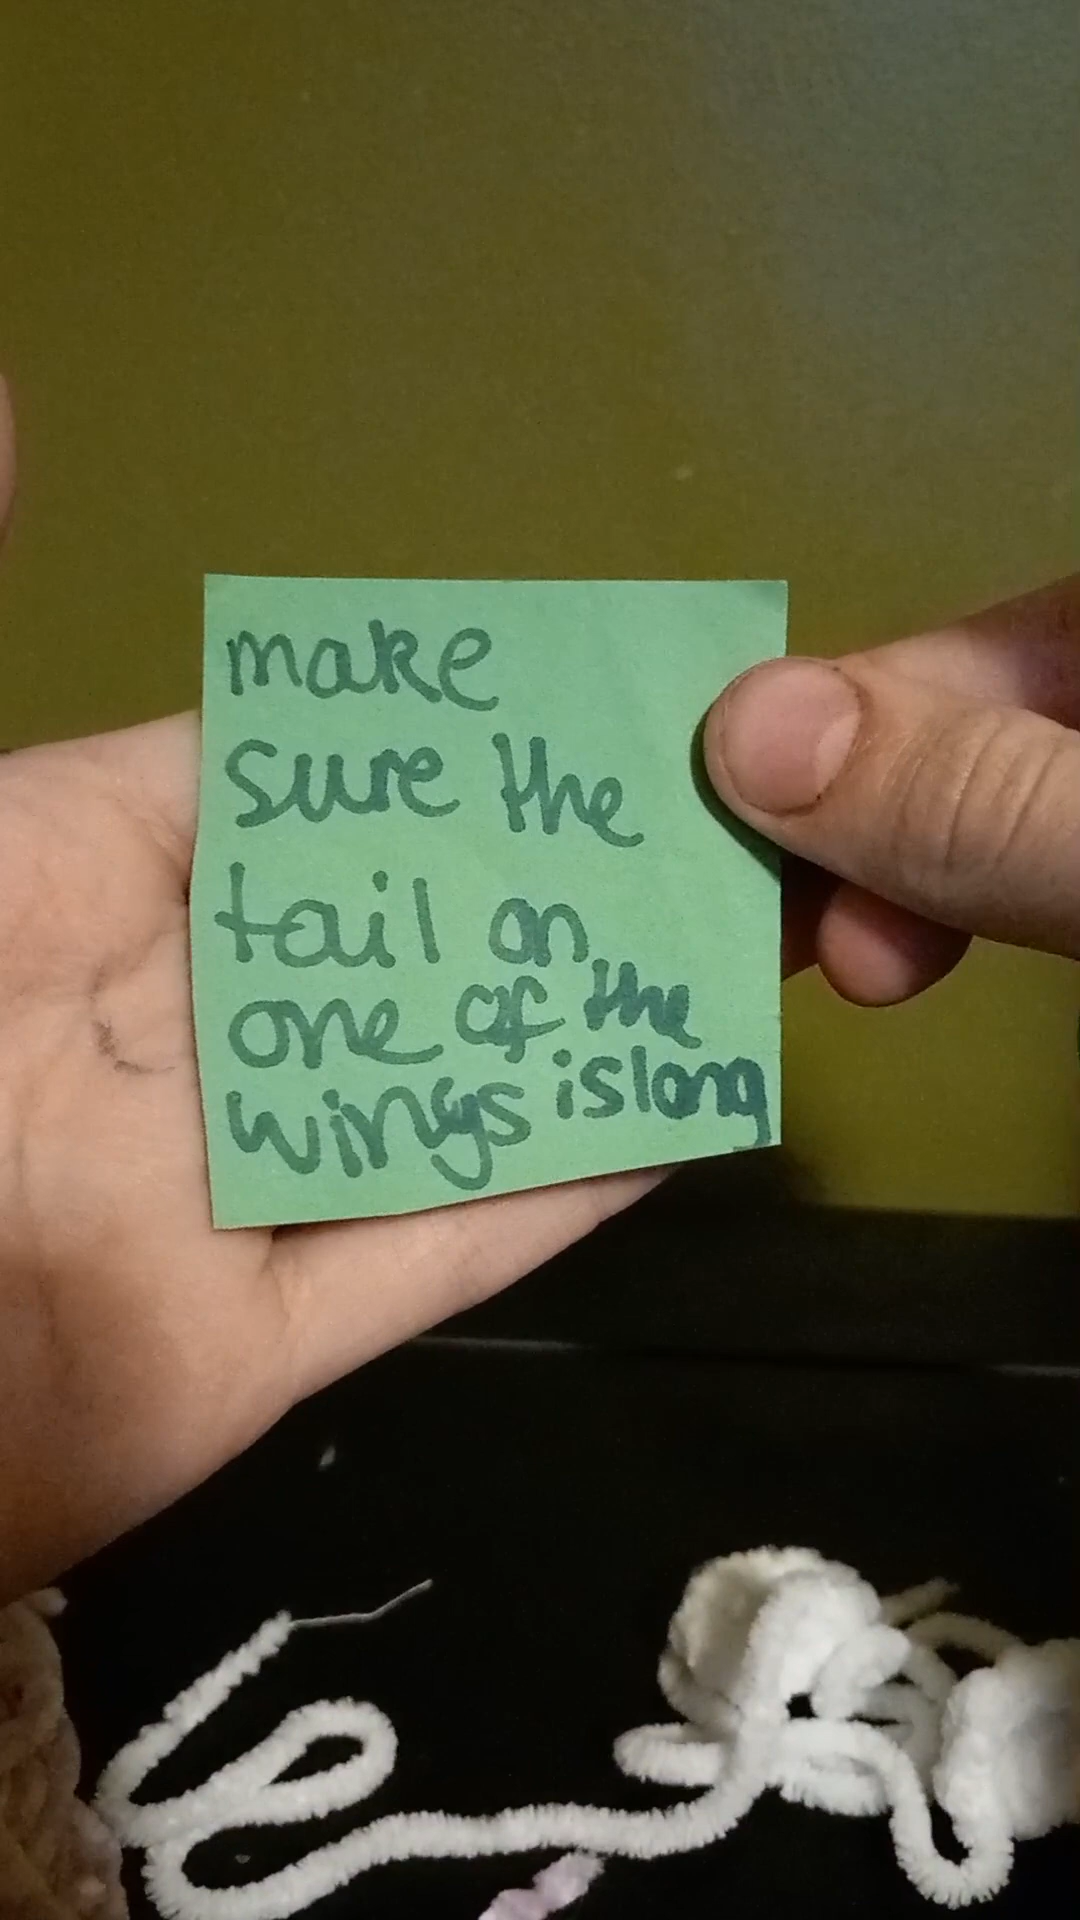 make
sure the
tail on
one of the
wings is long